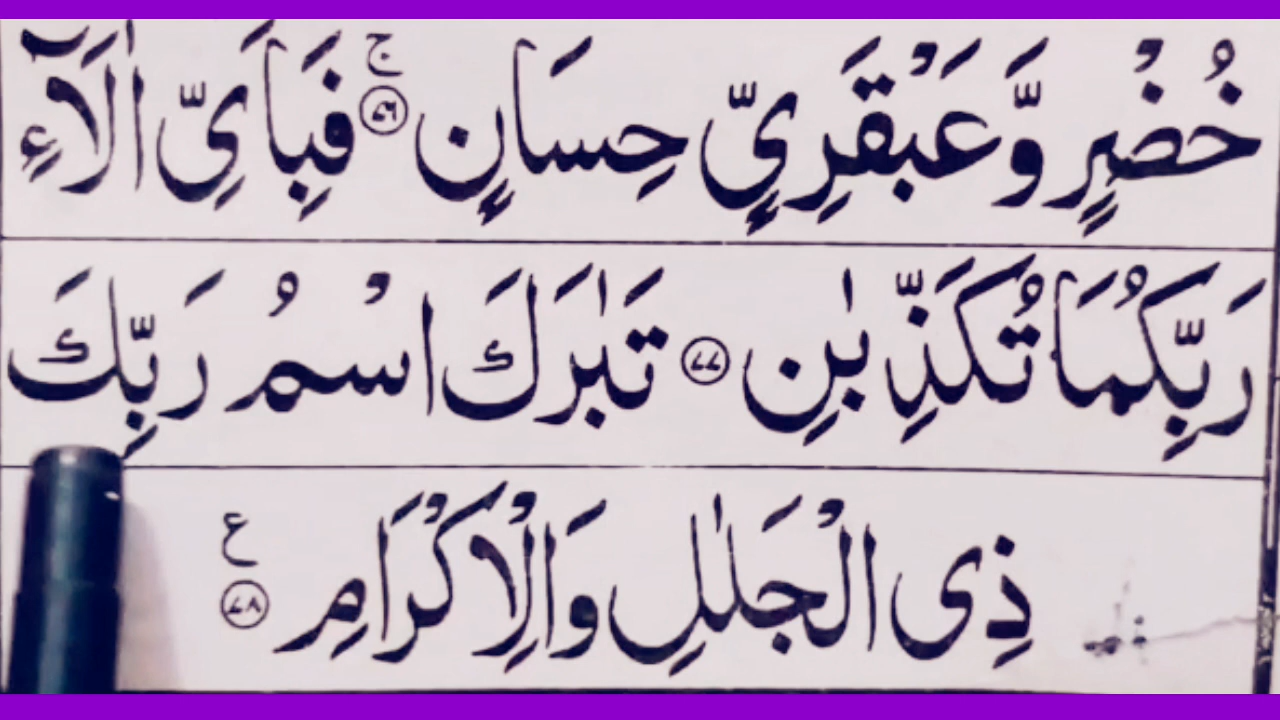 خُضْرٍ وَّعَبْقَرِیٍّ حِسَانٍ ۚ ﴿۷۶﴾ فَبِاَیِّ اٰلَآءِ
رَبِّكُمَا تُكَذِّبٰنِ ﴿۷۷﴾ تَبٰرَكَ اسْمُ رَبِّكَ
ذِی الْجَلٰلِ وَالْاِكْرَامِ ﴿۷۸﴾ ع